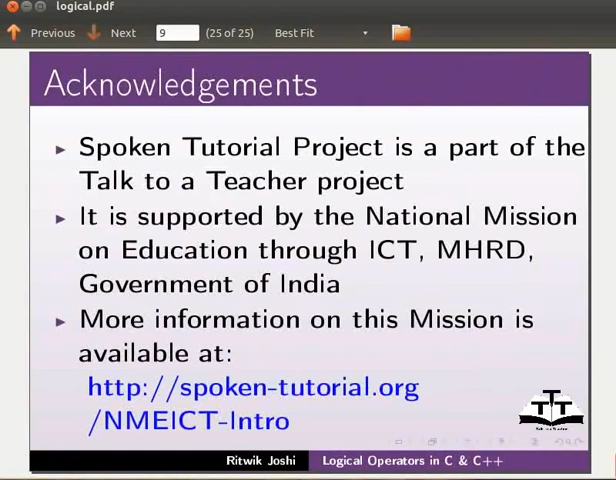 logical.pdf
Previous Next 9 (25 of 25) Best Fit
Acknowledgements
Spoken Tutorial Project is a part of the
Talk to a Teacher project
It is supported by the National Mission
on Education through ICT, MHRD,
Government of India
More information on this Mission is
available at:
http://spoken-tutorial.org
/NMEICT-Intro
Ritwik Joshi Logical Operators in C & C++